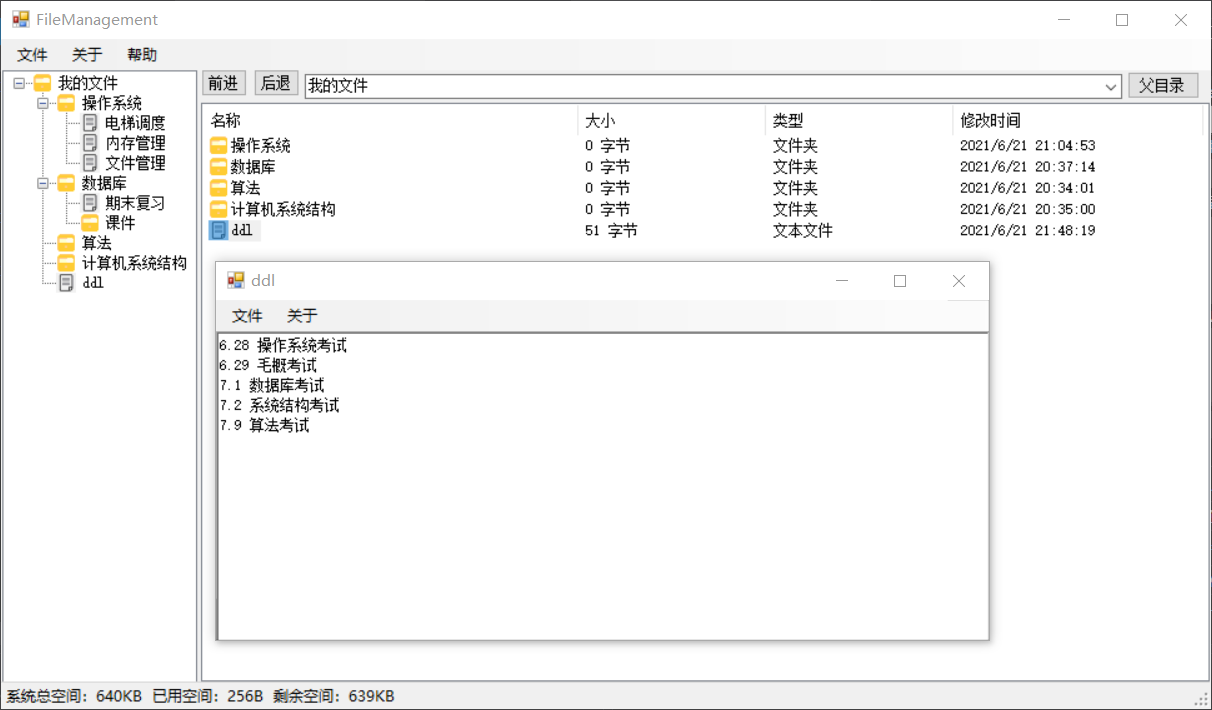 FileManagement
文件 关于 帮助
我的文件
操作系统
电梯调度
内存管理
文件管理
数据库
期末复习
课件
算法
计算机系统结构
ddl
前进 后退 我的文件 父目录
名称 大小 类型 修改时间
操作系统 0 字节 文件夹 2021/6/21 21:04:53
数据库 0 字节 文件夹 2021/6/21 20:37:14
算法 0 字节 文件夹 2021/6/21 20:34:01
计算机系统结构 0 字节 文件夹 2021/6/21 20:35:00
ddl 51 字节 文本文件 2021/6/21 21:48:19
ddl
文件 关于
6.28 操作系统考试
6.29 毛概考试
7.1 数据库考试
7.2 系统结构考试
7.9 算法考试
系统总空间: 640KB 已用空间: 256B 剩余空间: 639KB